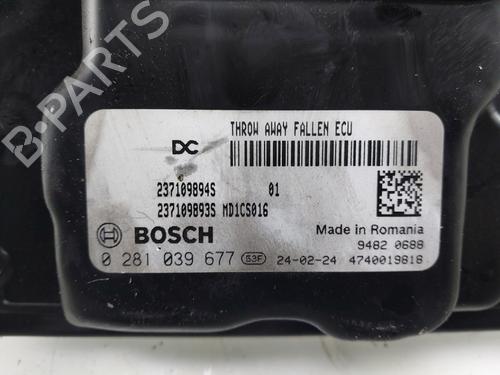 B-PARTS
DC
THROW AWAY FALLEN ECU
237109894S 01
237109893S MD1CS016
BOSCH
Made in Romania
9482 0688
0 281 039 677 S3F 24-02-24 4740019818